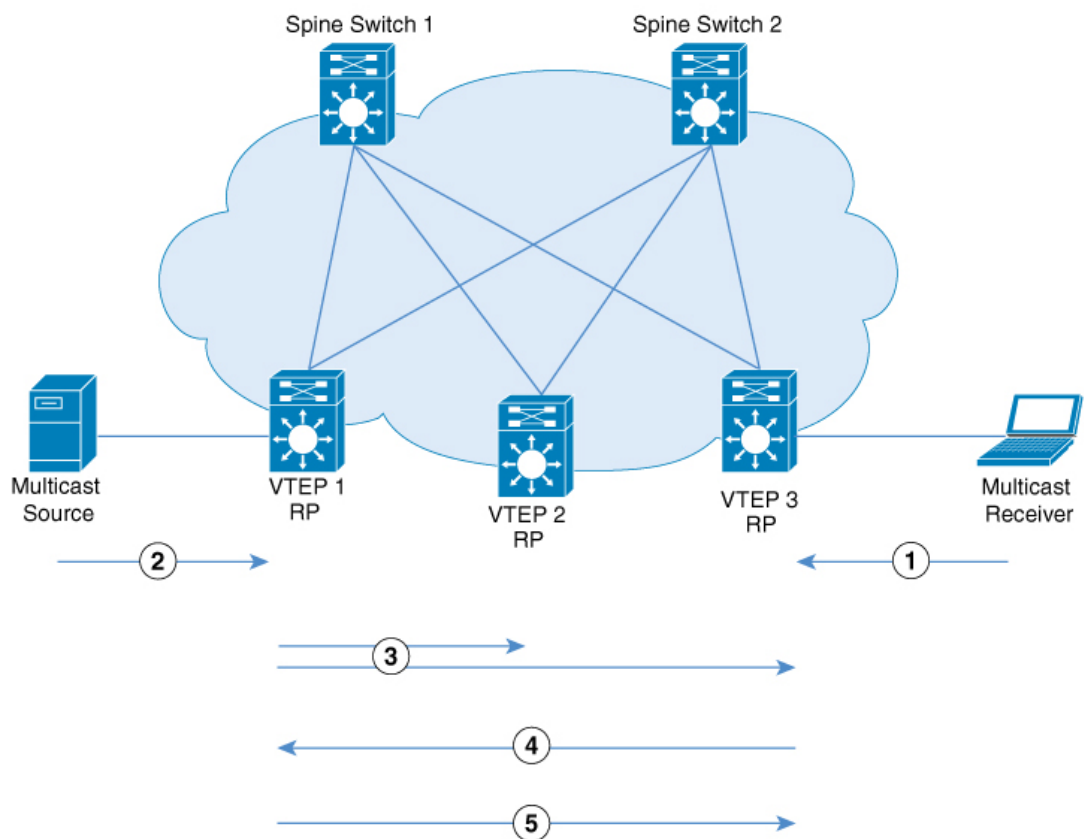 Spine Switch 1
Spine Switch 2
Multicast
Source
VTEP 1
RP
VTEP 2
RP
VTEP 3
RP
Multicast
Receiver
2
1
3
4
5